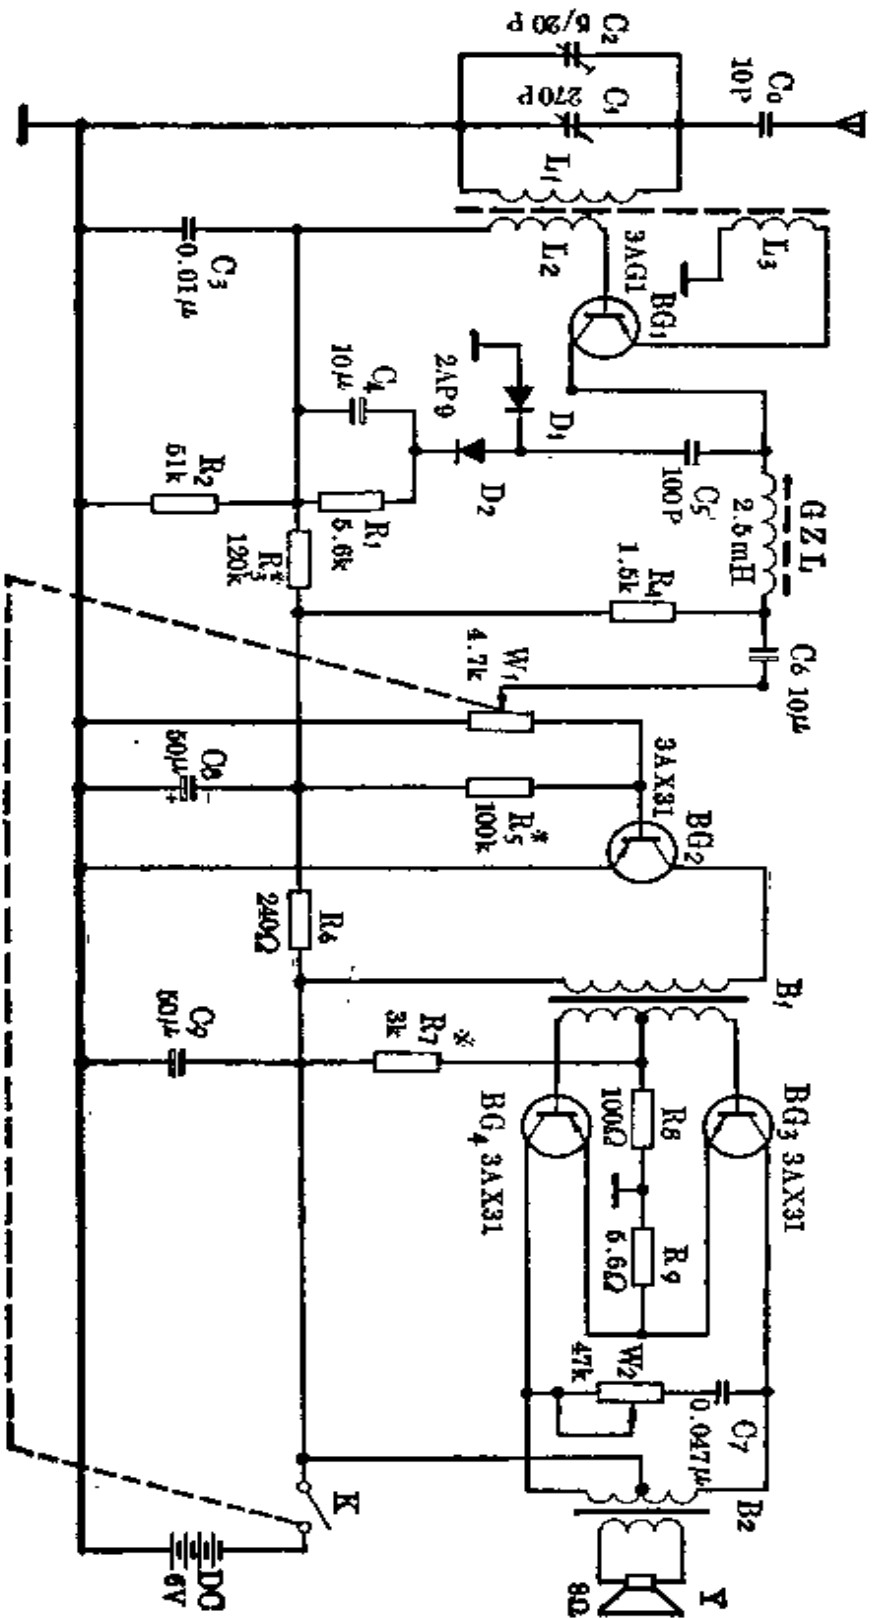 C₀
10P
C₁
270P
C₂
5/20P
L₁
L₂
L₃
BG₁
3AG1
C₃
0.01μ
C₄
10μ
D₁
2AP9
D₂
C₅
100P
GZL
2.5mH
R₁
5.6k
R₂
51k
R₃*
120k
R₄
1.5k
C₆ 10μ
W₁
4.7k
BG₂
3AX31
R₅*
100k
C₈
50μ
R₆
240Ω
B₁
C₉
50μ
R₇ *
3k
R₈
100Ω
R₉
5.6Ω
BG₃ 3AX31
BG₄ 3AX31
W₂
47k
C₇
0.047μ
B₂
K
DC
6V
Y
8Ω